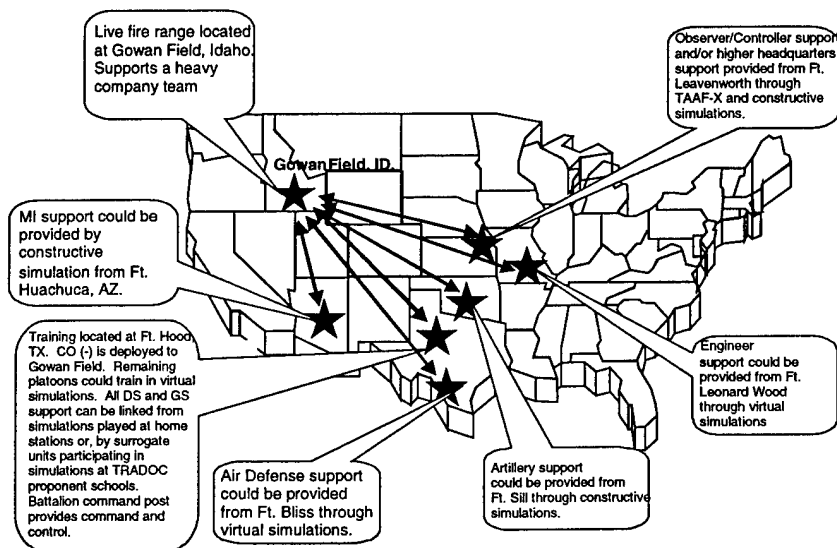 Live fire range located
at Gowan Field, Idaho.
Supports a heavy
company team
Observer/Controller support
and/or higher headquarters
support provided from Ft.
Leavenworth through
TAAF-X and constructive
simulations.
Gowan Field, ID.
MI support could be
provided by
constructive
simulation from Ft.
Huachuca, AZ.
Training located at Ft. Hood,
TX. CO (-) is deployed to
Gowan Field. Remaining
platoons could train in virtual
simulations. All DS and GS
support can be linked from
simulations played at home
stations or, by surrogate
units participating in
simulations at TRADOC
proponent schools.
Battalion command post
provides command and
control.
Air Defense support
could be provided
from Ft. Bliss through
virtual simulations.
Artillery support
could be provided from
Ft. Sill through constructive
simulations.
Engineer
support could be
provided from Ft.
Leonard Wood
through virtual
simulations